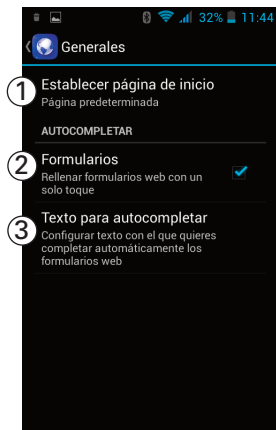 32% 11:44
Generales
1 Establecer página de inicio
Página predeterminada
AUTOCOMPLETAR
2 Formularios
Rellenar formularios web con un
solo toque
3 Texto para autocompletar
Configurar texto con el que quieres
completar automáticamente los
formularios web